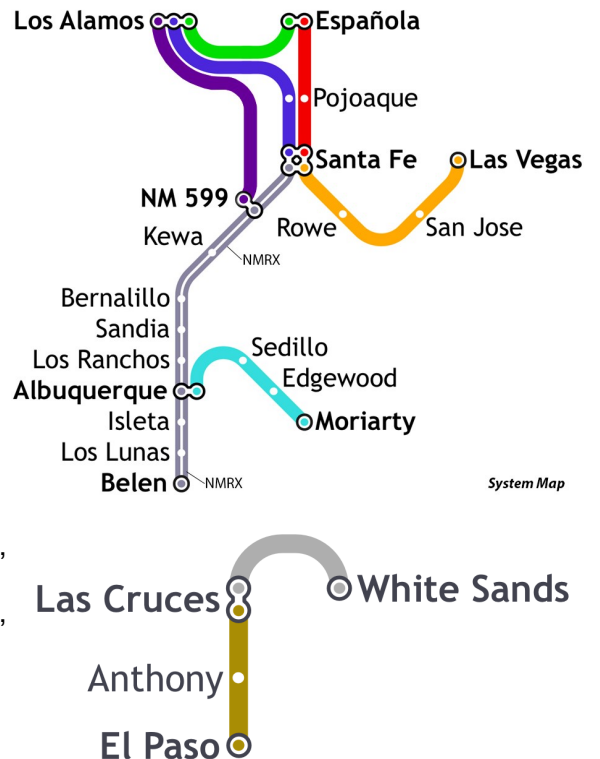 Los Alamos
Española
Pojoaque
Santa Fe
Las Vegas
NM 599
Rowe
San Jose
Kewa
NMRX
Bernalillo
Sandia
Los Ranchos
Sedillo
Edgewood
Albuquerque
Isleta
Moriarty
Los Lunas
Belen
NMRX
System Map
,
Las Cruces
White Sands
,
Anthony
El Paso